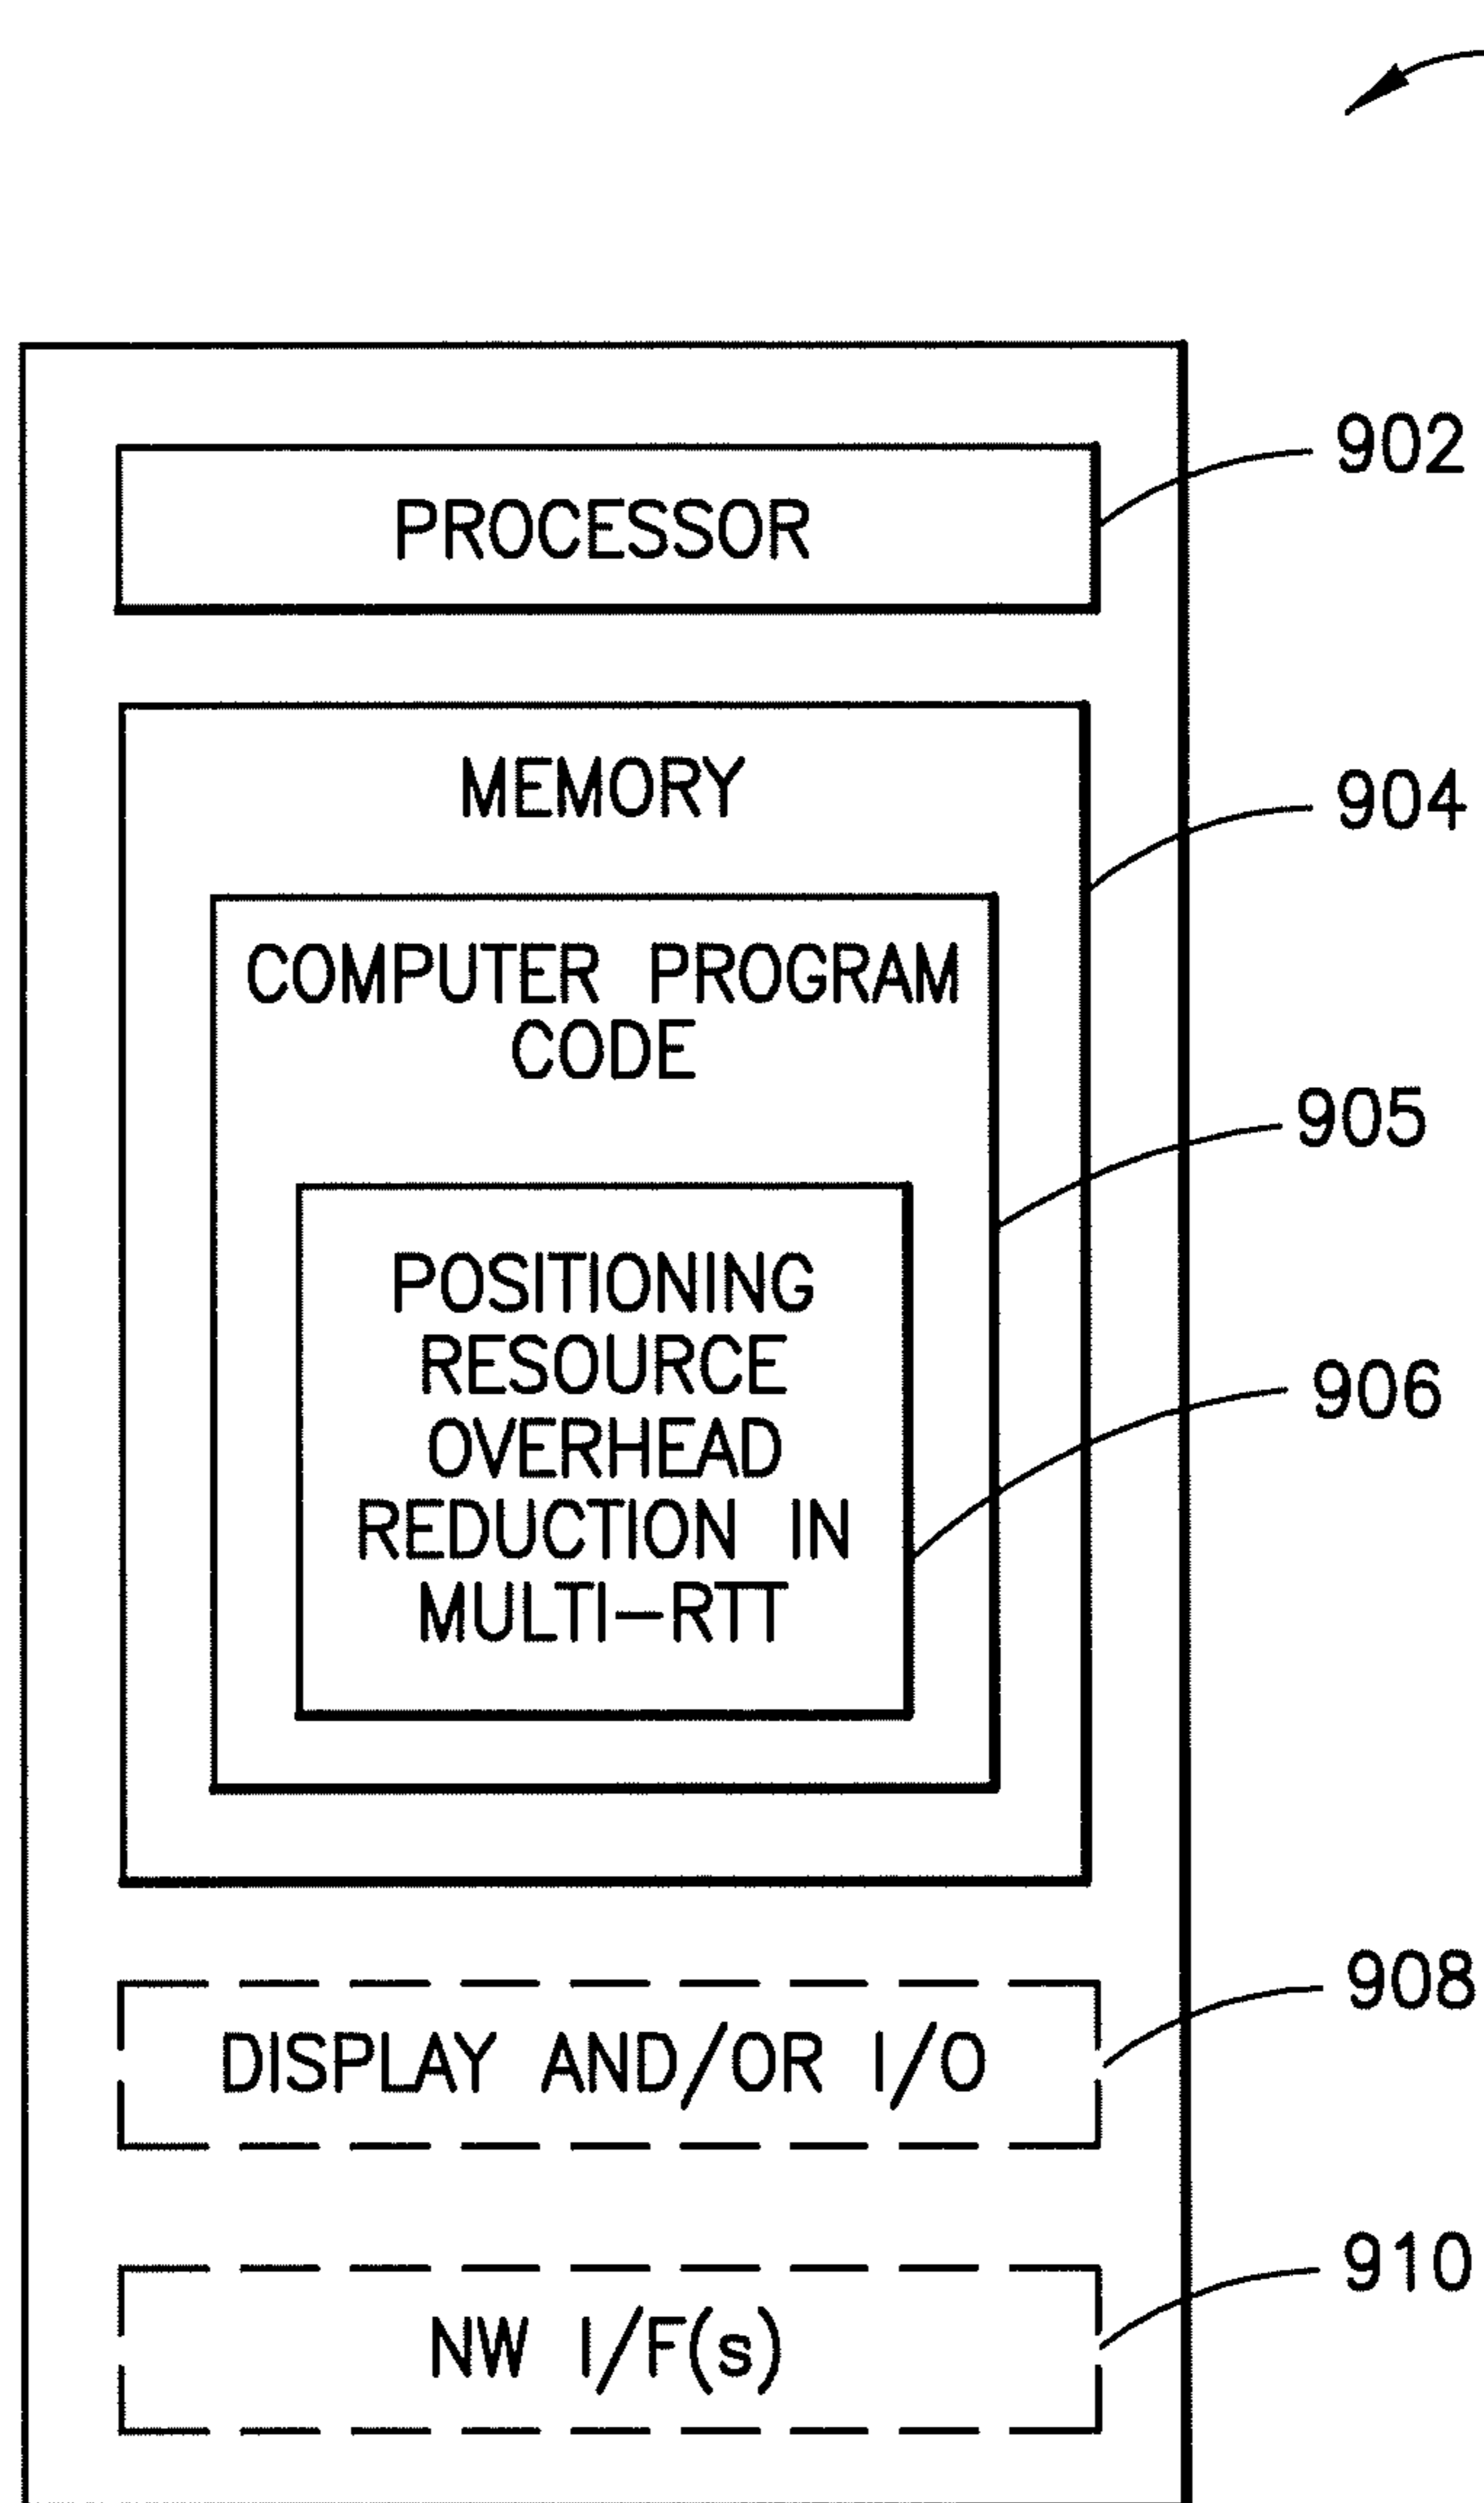 902
PROCESSOR
MEMORY
904
COMPUTER PROGRAM
CODE
905
POSITIONING
RESOURCE
906
OVERHEAD
REDUCTION IN
MULTI-RTT
908
DISPLAY AND/OR I/O
910
NW I/F(s)